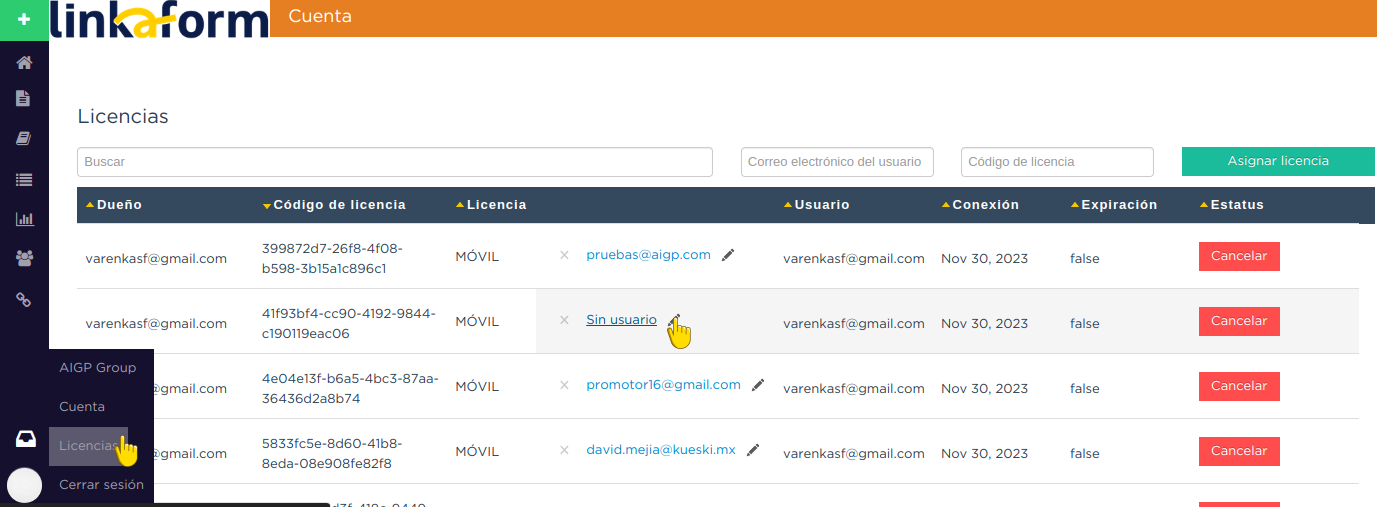 +
linkaform
Cuenta
Licencias
Buscar
Correo electrónico del usuario
Código de licencia
Asignar licencia
Dueño
Código de licencia
Licencia
Usuario
Conexión
Expiración
Estatus
varenkasf@gmail.com
399872d7-26f8-4f08-
b598-3b15a1c896c1
MÓVIL
× pruebas@aigp.com
varenkasf@gmail.com
Nov 30, 2023
false
Cancelar
varenkasf@gmail.com
41f93bf4-cc90-4192-9844-
c190119eac06
MÓVIL
× Sin usuario
varenkasf@gmail.com
Nov 30, 2023
false
Cancelar
@gmail.com
4e04e13f-b6a5-4bc3-87aa-
36436d2a8b74
MÓVIL
× promotor16@gmail.com
varenkasf@gmail.com
Nov 30, 2023
false
Cancelar
@gmail.com
5833fc5e-8d60-41b8-
8eda-08e908fe82f8
MÓVIL
× david.mejia@kueski.mx
varenkasf@gmail.com
Nov 30, 2023
false
Cancelar
AIGP Group
Cuenta
Licencias
Cerrar sesión